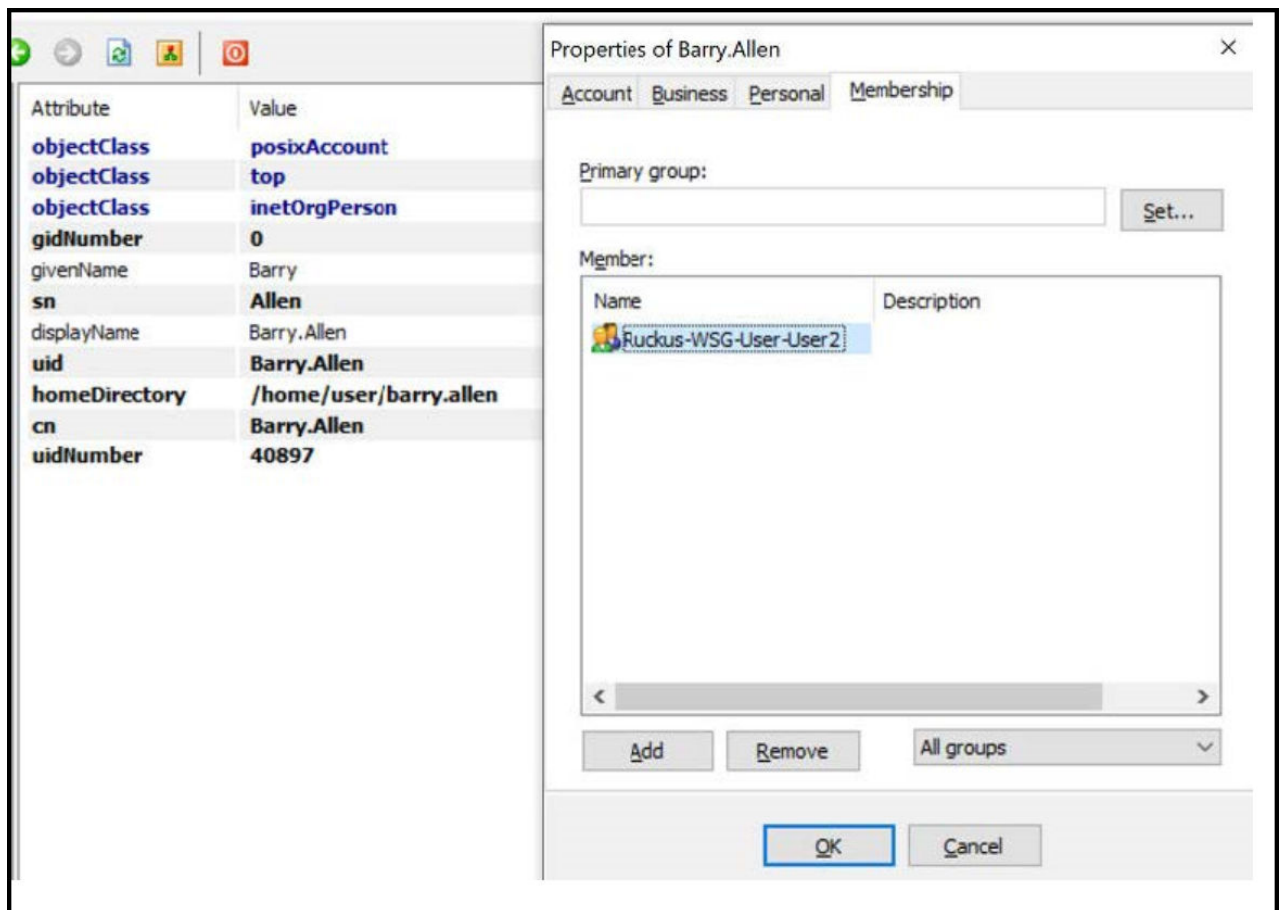 Attribute Value
objectClass posixAccount
objectClass top
objectClass inetOrgPerson
gidNumber 0
givenName Barry
sn Allen
displayName Barry.Allen
uid Barry.Allen
homeDirectory /home/user/barry.allen
cn Barry.Allen
uidNumber 40897
Properties of Barry.Allen
Account Business Personal Membership
Primary group:
Set...
Member:
Name Description
Ruckus-WSG-User-User2
Add Remove All groups
OK Cancel